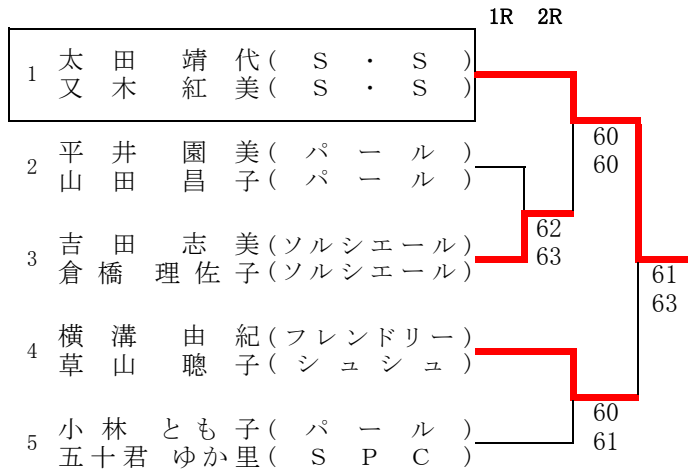 1R 2R
1 太田 靖代(S・S)
又木 紅美(S・S)
60
60
2 平井 園美(パール)
山田 昌子(パール)
62
63
3 吉田 志美(ソルシエール)
倉橋 理佐子(ソルシエール)
61
63
4 横溝 由紀(フレンドリー)
草山 聰子(シュシュ)
60
61
5 小林 とも子(パール)
五十君 ゆか里(SPC)